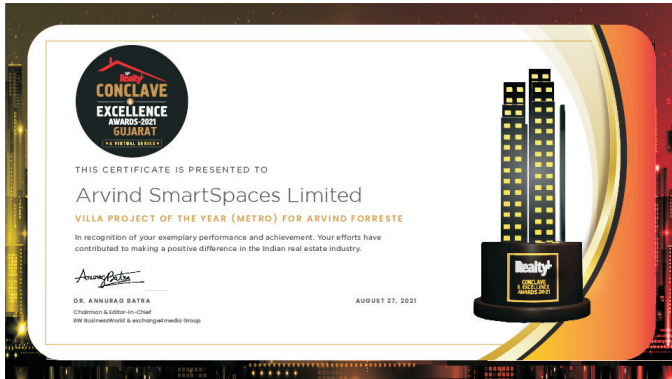 Realty+
CONCLAVE
&
EXCELLENCE
AWARDS-2021
GUJARAT
A VIRTUAL SERIES
THIS CERTIFICATE IS PRESENTED TO
Arvind SmartSpaces Limited
VILLA PROJECT OF THE YEAR (METRO) FOR ARVIND FORRESTE
In recognition of your exemplary performance and achievement. Your efforts have
contributed to making a positive difference in the Indian real estate industry.
Anurag Batra
DR. ANNURAG BATRA
AUGUST 27, 2021
Chairman & Editor-in-Chief
BW BusinessWorld & exchange4media Group
Realty+
CONCLAVE
& EXCELLENCE
AWARDS 2021